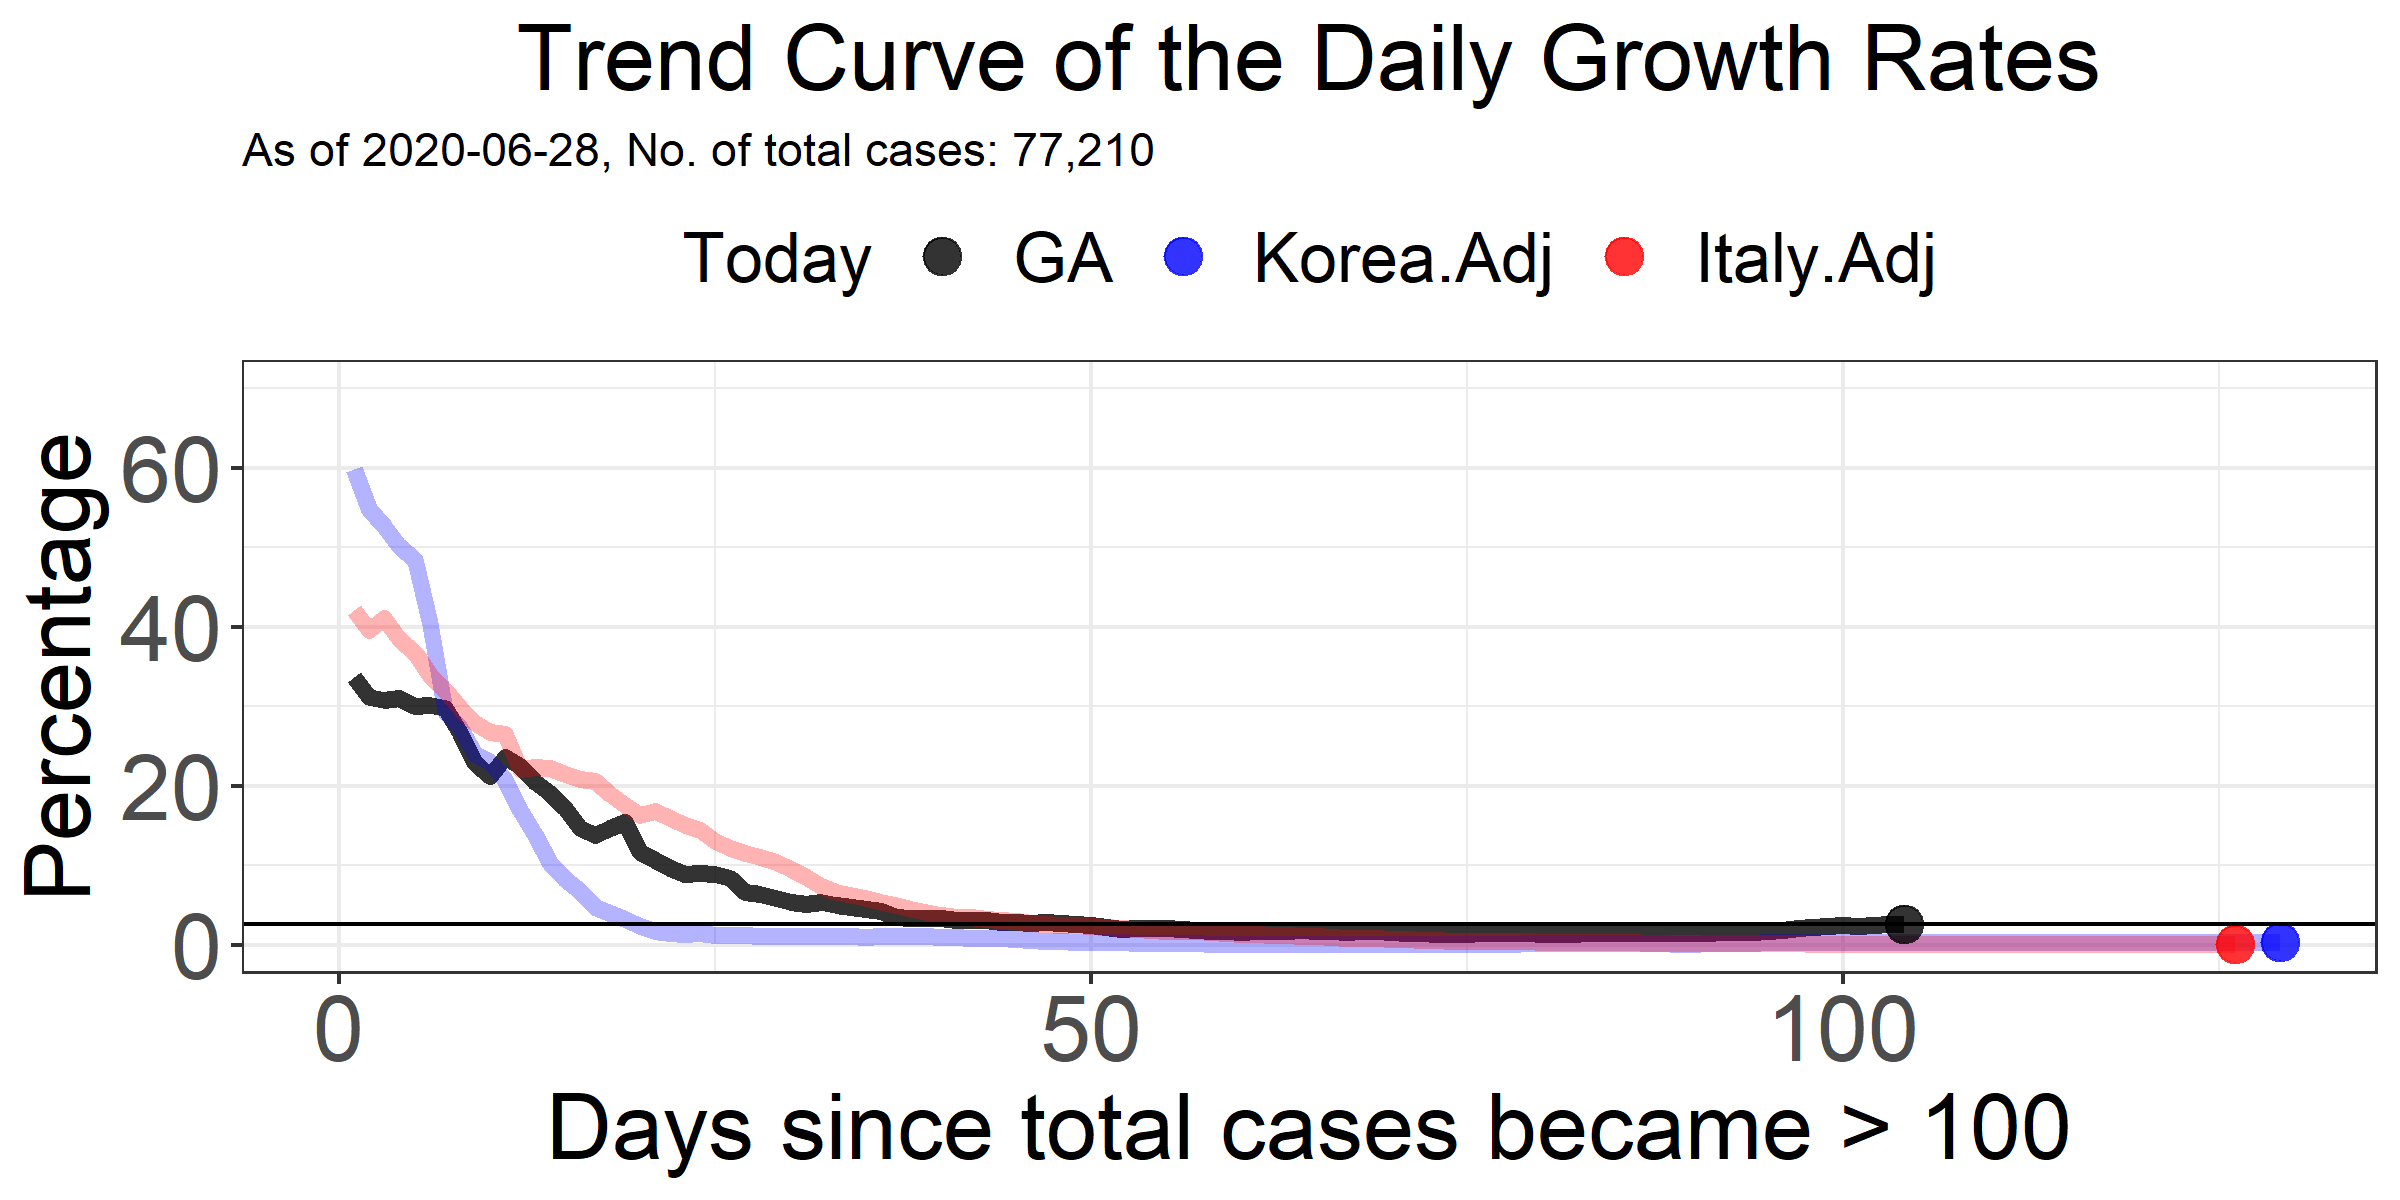 Trend Curve of the Daily Growth Rates
As of 2020-06-28, No. of total cases: 77,210
Today GA Korea.Adj Italy.Adj
Percentage
60
40
20
0
0 50 100
Days since total cases became > 100